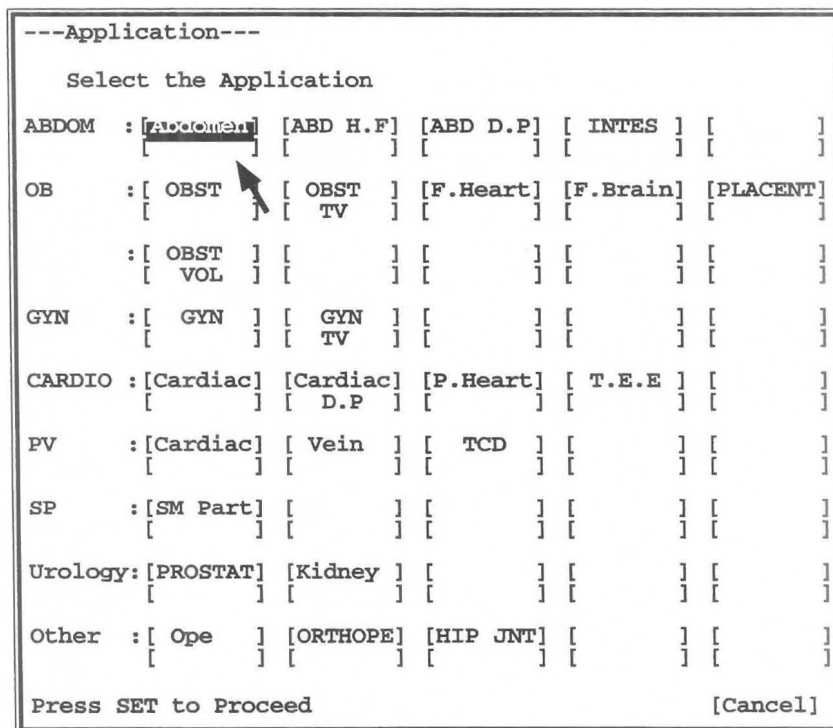 ---Application---
Select the Application
ABDOM : [Abdomen] [ABD H.F] [ABD D.P] [ INTES ] [ ]
[ ] [ ] [ ] [ ] [ ]
OB : [ OBST ] [ OBST ] [F.Heart] [F.Brain] [PLACENT]
[ ] [ TV ] [ ] [ ] [ ]
: [ OBST ] [ ] [ ] [ ] [ ]
[ VOL ] [ ] [ ] [ ] [ ]
GYN : [ GYN ] [ GYN ] [ ] [ ] [ ]
[ ] [ TV ] [ ] [ ] [ ]
CARDIO : [Cardiac] [Cardiac] [P.Heart] [ T.E.E ] [ ]
[ ] [ D.P ] [ ] [ ] [ ]
PV : [Cardiac] [ Vein ] [ TCD ] [ ] [ ]
[ ] [ ] [ ] [ ] [ ]
SP : [SM Part] [ ] [ ] [ ] [ ]
[ ] [ ] [ ] [ ] [ ]
Urology: [PROSTAT] [Kidney ] [ ] [ ] [ ]
[ ] [ ] [ ] [ ] [ ]
Other : [ Ope ] [ORTHOPE] [HIP JNT] [ ] [ ]
[ ] [ ] [ ] [ ] [ ]
Press SET to Proceed [Cancel]